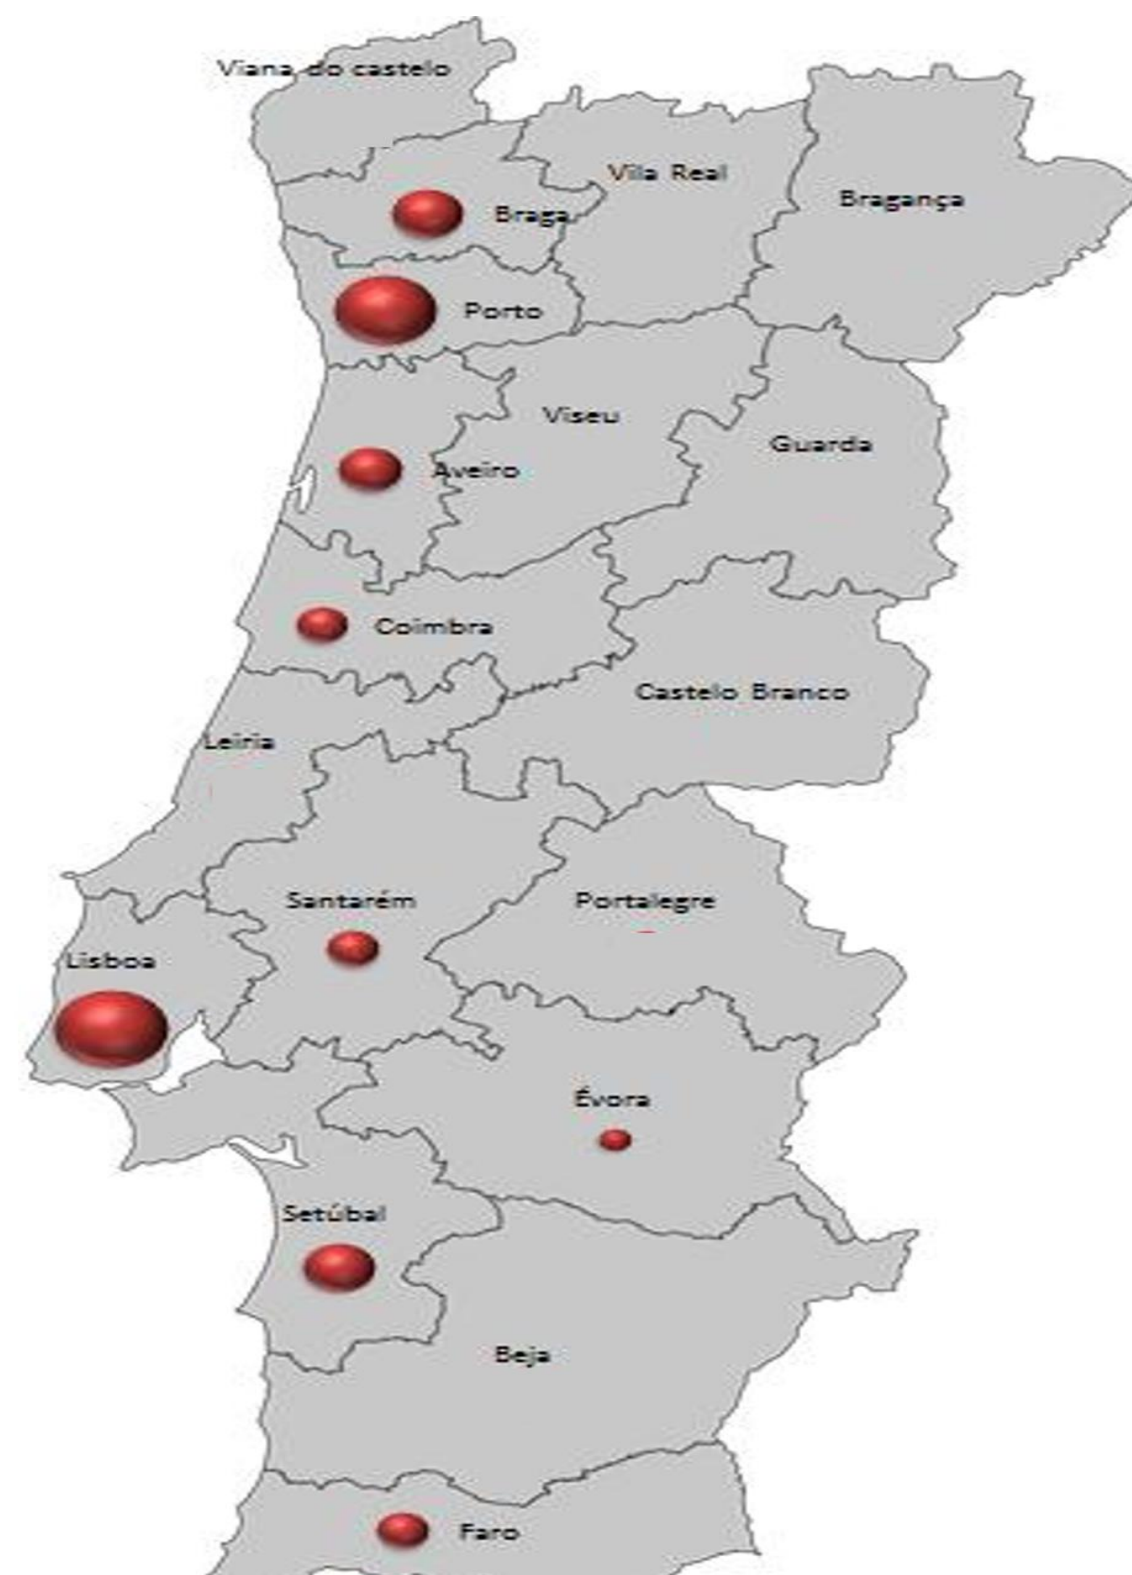 Viana do castelo
Vila Real
Bragança
Braga
Porto
Viseu
Guarda
Aveiro
Coimbra
Castelo Branco
Leiria
Santarém
Portalegre
Lisboa
Évora
Setúbal
Beja
Faro